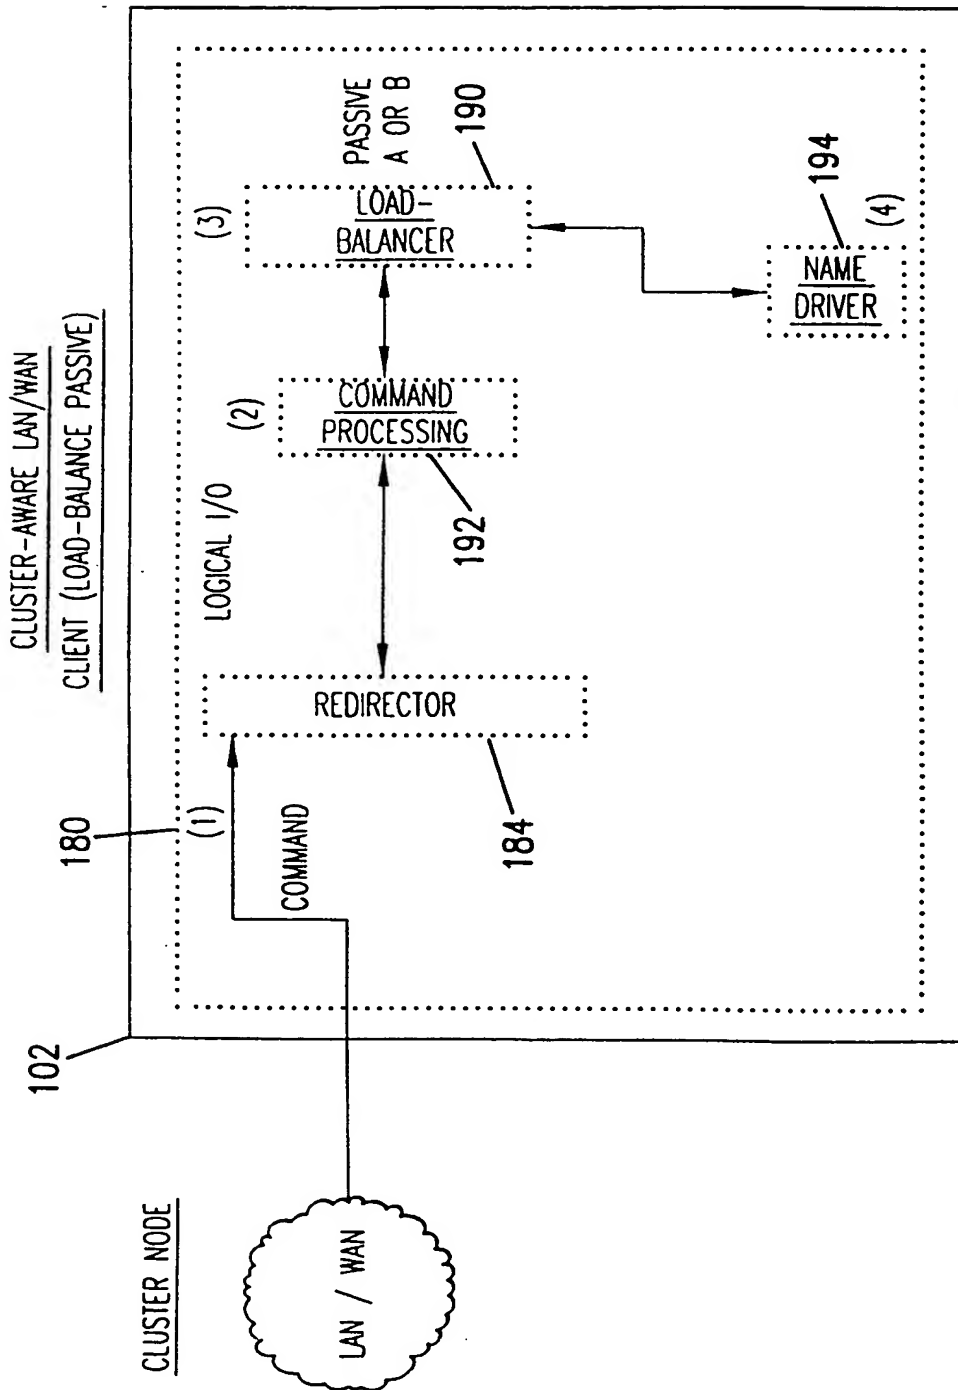 CLUSTER-AWARE LAN/WAN
CLIENT (LOAD-BALANCE PASSIVE)
CLUSTER NODE
LAN / WAN
102
180
(1)
COMMAND
REDIRECTOR
184
LOGICAL I/O
(2)
COMMAND
PROCESSING
192
(3)
LOAD-
BALANCER
PASSIVE
A OR B
190
NAME
DRIVER
194
(4)